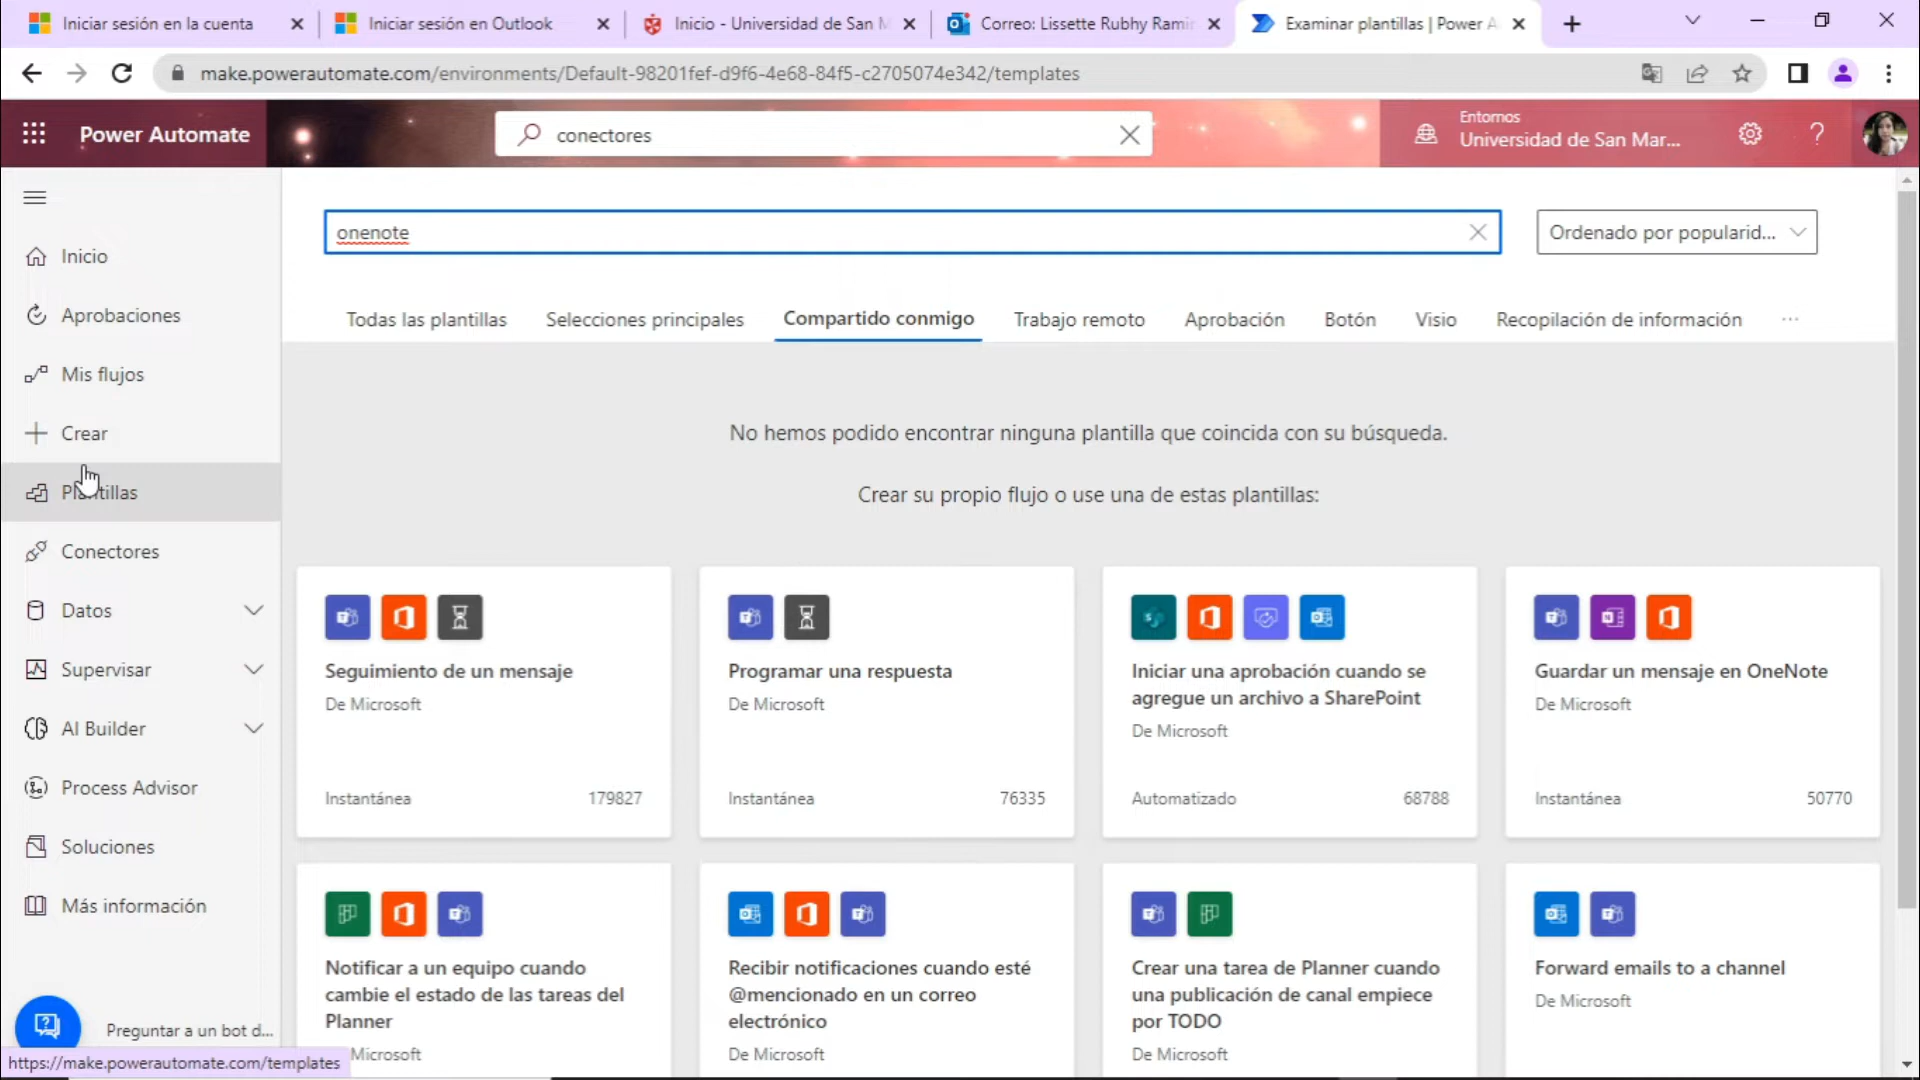 Iniciar sesión en la cuenta
Iniciar sesión en Outlook
Inicio - Universidad de San M
Correo: Lissette Rubhy Ramir
Examinar plantillas | Power A
make.powerautomate.com/environments/Default-98201fef-d9f6-4e68-84f5-c2705074e342/templates
Power Automate
conectores
Entornos
Universidad de San Mar...
Inicio
Aprobaciones
Mis flujos
Crear
Plantillas
Conectores
Datos
Supervisar
AI Builder
Process Advisor
Soluciones
Más información
Preguntar a un bot d...
https://make.powerautomate.com/templates
onenote
Ordenado por popularid...
Todas las plantillas
Selecciones principales
Compartido conmigo
Trabajo remoto
Aprobación
Botón
Visio
Recopilación de información
...
No hemos podido encontrar ninguna plantilla que coincida con su búsqueda.
Crear su propio flujo o use una de estas plantillas:
Seguimiento de un mensaje
De Microsoft
Instantánea 179827
Programar una respuesta
De Microsoft
Instantánea 76335
Iniciar una aprobación cuando se
agregue un archivo a SharePoint
De Microsoft
Automatizado 68788
Guardar un mensaje en OneNote
De Microsoft
Instantánea 50770
Notificar a un equipo cuando
cambie el estado de las tareas del
Planner
Microsoft
Recibir notificaciones cuando esté
@mencionado en un correo
electrónico
De Microsoft
Crear una tarea de Planner cuando
una publicación de canal empiece
por TODO
De Microsoft
Forward emails to a channel
De Microsoft